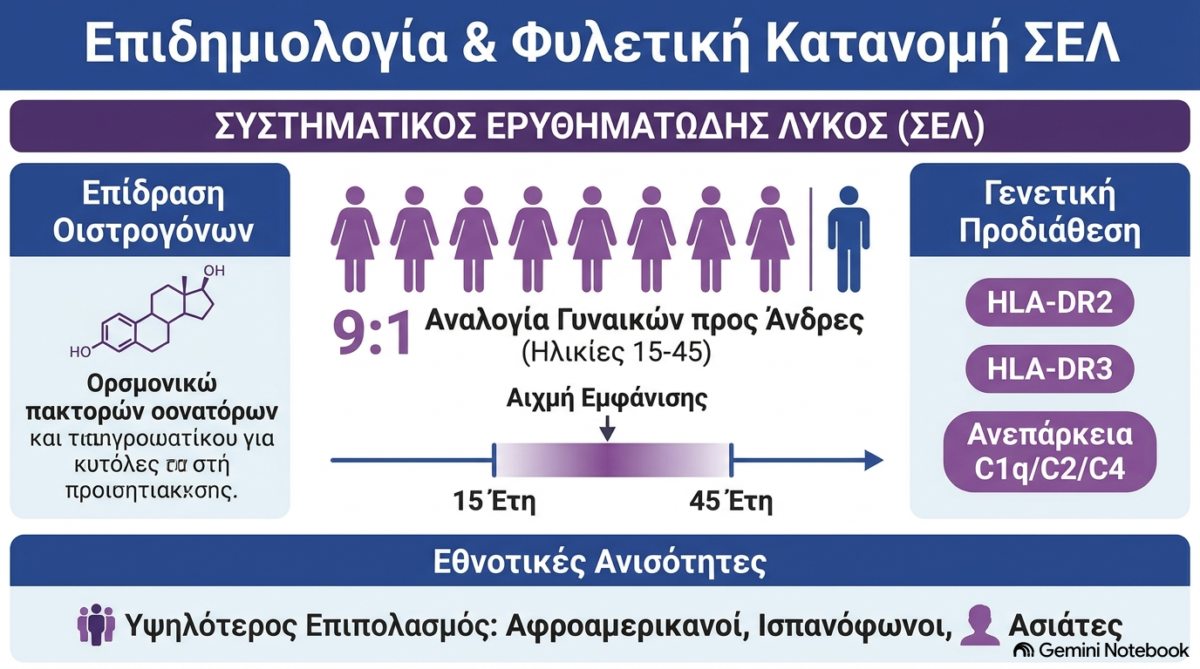 Επιδημιολογία & Φυλετική Κατανομή ΣΕΛ
ΣΥΣΤΗΜΑΤΙΚΟΣ ΕΡΥΘΗΜΑΤΩΔΗΣ ΛΥΚΟΣ (ΣΕΛ)
Επίδραση
Οιστρογόνων
OH
HO
Ορσμονικώ
πακτορών οονατόρων
και για
κυτόλες στή
9:1 Αναλογία Γυναικών προς Άνδρες
(Ηλικίες 15-45)
Αιχμή Εμφάνισης
15 Έτη
45 Έτη
Γενετική
Προδιάθεση
HLA-DR2
HLA-DR3
Ανεπάρκεια
C1q/C2/C4
Εθνοτικές Ανισότητες
Υψηλότερος Επιπολασμός: Αφροαμερικανοί, Ισπανόφωνοι, Ασιάτες
Gemini Notebook